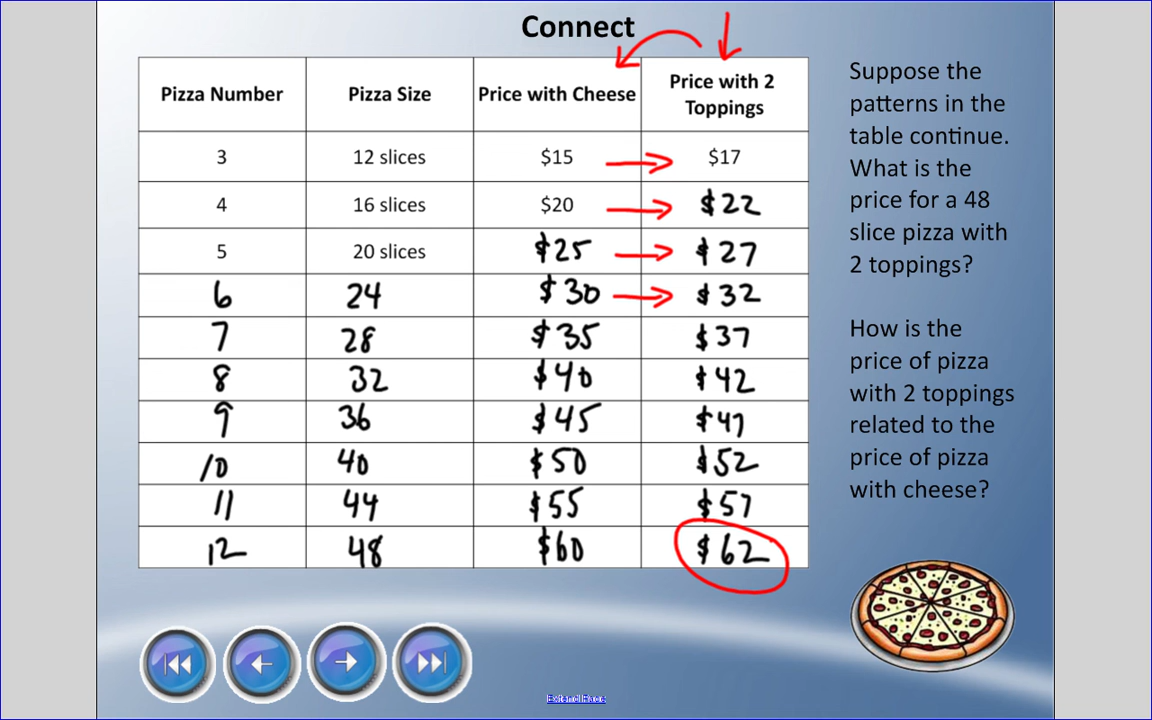 Connect
Pizza Number Pizza Size Price with Cheese Price with 2 Toppings
3 12 slices $15 $17
4 16 slices $20 $22
5 20 slices $25 $27
6 24 $30 $32
7 28 $35 $37
8 32 $40 $42
9 36 $45 $47
10 40 $50 $52
11 44 $55 $57
12 48 $60 $62
Suppose the
patterns in the
table continue.
What is the
price for a 48
slice pizza with
2 toppings?
How is the
price of pizza
with 2 toppings
related to the
price of pizza
with cheese?
Extend Page